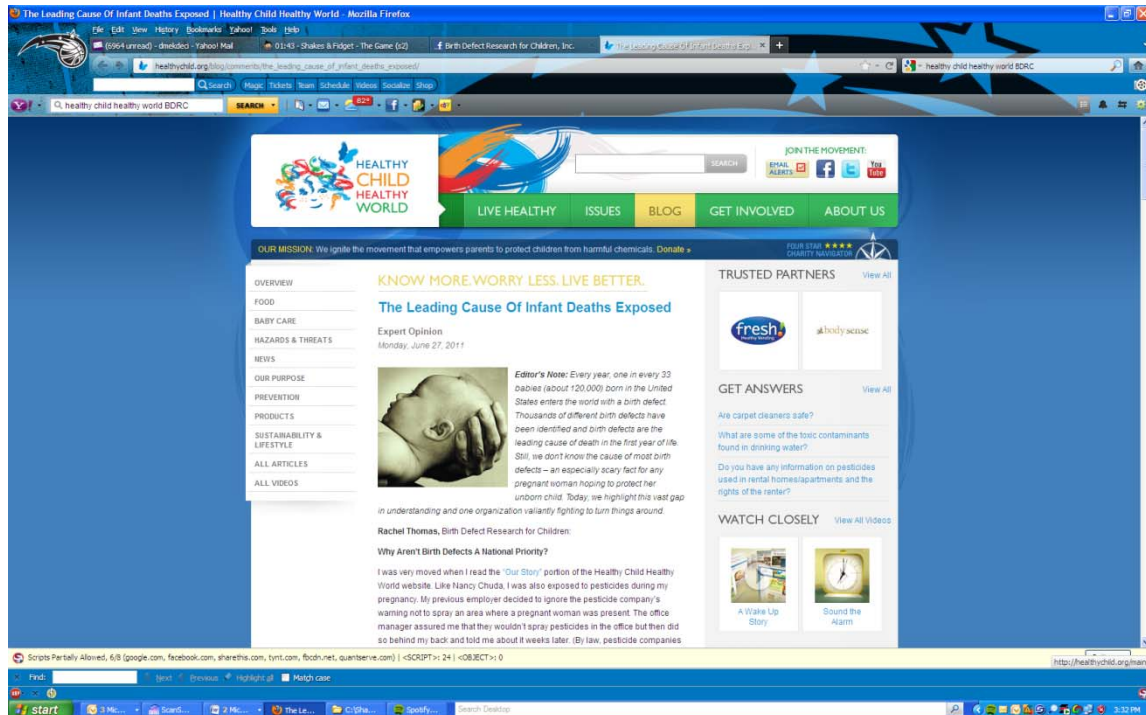 The Leading Cause Of Infant Deaths Exposed | Healthy Child Healthy World - Mozilla Firefox
File Edit View History Bookmarks Yahoo! Tools Help
(6964 unread) - dmekdeci - Yahoo! Mail
01:43 - Shakes & Fidget - The Game (s2)
Birth Defect Research for Children, Inc.
The Leading Cause Of Infant Deaths Exp...
healthychild.org/blog/comments/the_leading_cause_of_infant_deaths_exposed/
healthy child healthy world BDRC
Search Magic Tickets Team Schedule Videos Socialize Shop
healthy child healthy world BDRC
SEARCH
82+
HEALTHY
CHILD
HEALTHY
WORLD
SEARCH
JOIN THE MOVEMENT:
EMAIL
ALERTS
You
Tube
LIVE HEALTHY ISSUES BLOG GET INVOLVED ABOUT US
OUR MISSION: We ignite the movement that empowers parents to protect children from harmful chemicals. Donate »
FOUR STAR ★★★★
CHARITY NAVIGATOR
OVERVIEW
FOOD
BABY CARE
HAZARDS & THREATS
NEWS
OUR PURPOSE
PREVENTION
PRODUCTS
SUSTAINABILITY &
LIFESTYLE
ALL ARTICLES
ALL VIDEOS
KNOW MORE. WORRY LESS. LIVE BETTER.
The Leading Cause Of Infant Deaths Exposed
Expert Opinion
Monday, June 27, 2011
Editor's Note: Every year, one in every 33
babies (about 120,000) born in the United
States enters the world with a birth defect.
Thousands of different birth defects have
been identified and birth defects are the
leading cause of death in the first year of life.
Still, we don't know the cause of most birth
defects – an especially scary fact for any
pregnant woman hoping to protect her
unborn child. Today, we highlight this vast gap
in understanding and one organization valiantly fighting to turn things around.
Rachel Thomas, Birth Defect Research for Children:
Why Aren't Birth Defects A National Priority?
I was very moved when I read the "Our Story" portion of the Healthy Child Healthy
World website. Like Nancy Chuda, I was also exposed to pesticides during my
pregnancy. My previous employer decided to ignore the pesticide company's
warning not to spray an area where a pregnant woman was present. The office
manager assured me that they wouldn't spray pesticides in the office but then did
so behind my back and told me about it weeks later. (By law, pesticide companies
TRUSTED PARTNERS View All
fresh!
Healthy Vending
body sense
GET ANSWERS View All
Are carpet cleaners safe?
What are some of the toxic contaminants
found in drinking water?
Do you have any information on pesticides
used in rental homes/apartments and the
rights of the renter?
WATCH CLOSELY View All Videos
A Wake Up
Story
Sound the
Alarm
Scripts Partially Allowed, 6/8 (google.com, facebook.com, sharethis.com, tynt.com, fbcdn.net, quantserve.com) | <SCRIPT>: 24 | <OBJECT>: 0
http://healthychild.org/main
Find: Next Previous Highlight all Match case
start
3 Mic...
ScanS...
2 Mic...
The Le...
C:\Sha...
Spotify...
Search Desktop
3:32 PM